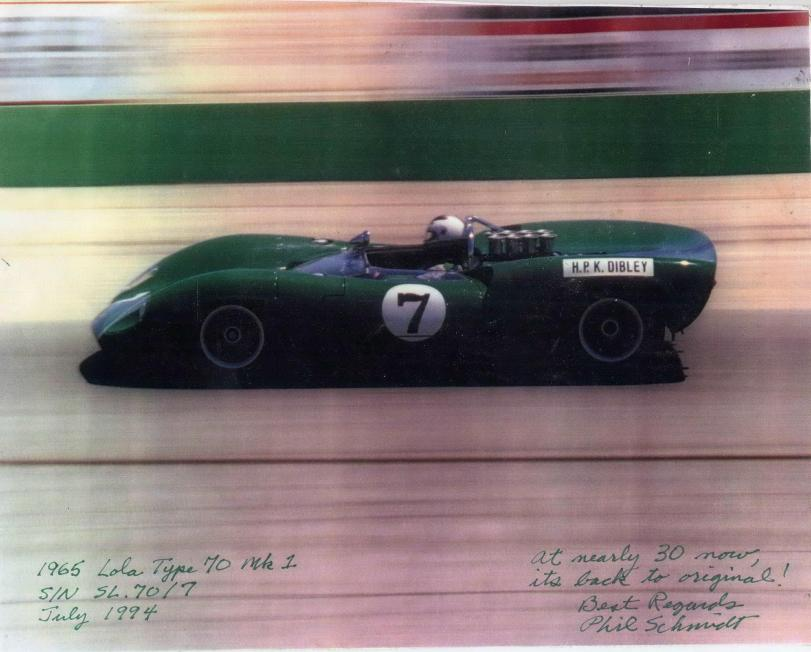 H.P.K. DIBLEY
7
1965 Lola Type 70 Mk 1
S/N SL.70/7
July 1994
At nearly 30 now,
its back to original!
Best Regards
Phil Schmidt